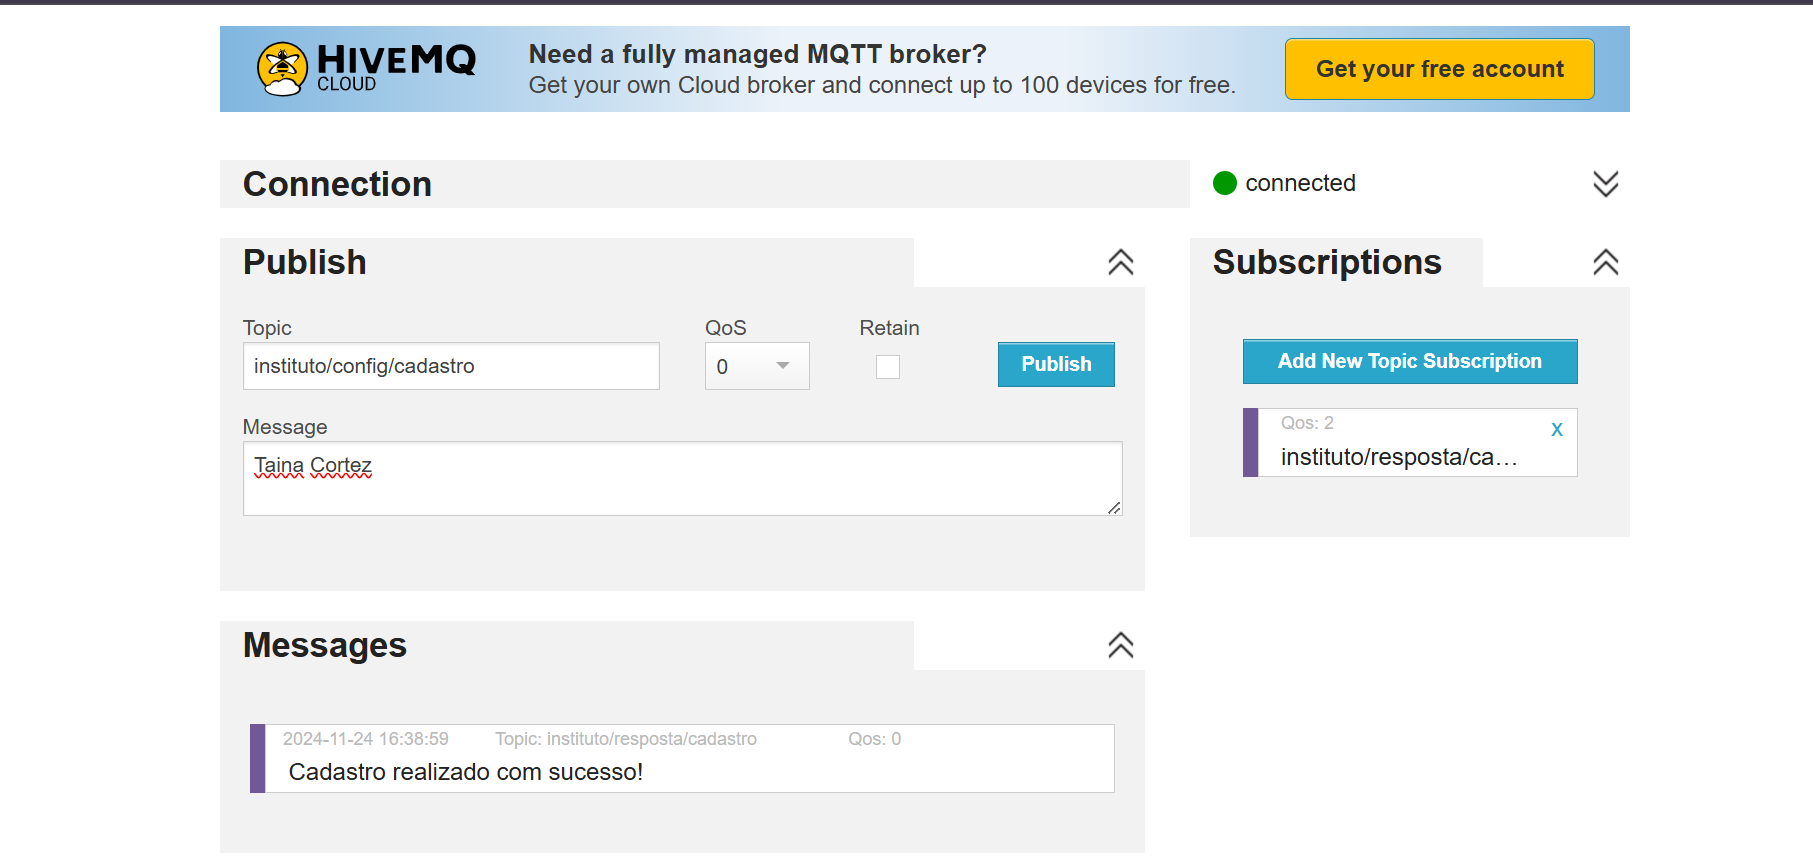 HIVEMQ
CLOUD
Need a fully managed MQTT broker?
Get your own Cloud broker and connect up to 100 devices for free.
Get your free account
Connection
connected
Publish
Subscriptions
Topic
QoS
Retain
instituto/config/cadastro
0
Publish
Add New Topic Subscription
Message
Taina Cortez
Qos: 2
x
instituto/resposta/ca...
Messages
2024-11-24 16:38:59 Topic: instituto/resposta/cadastro Qos: 0
Cadastro realizado com sucesso!